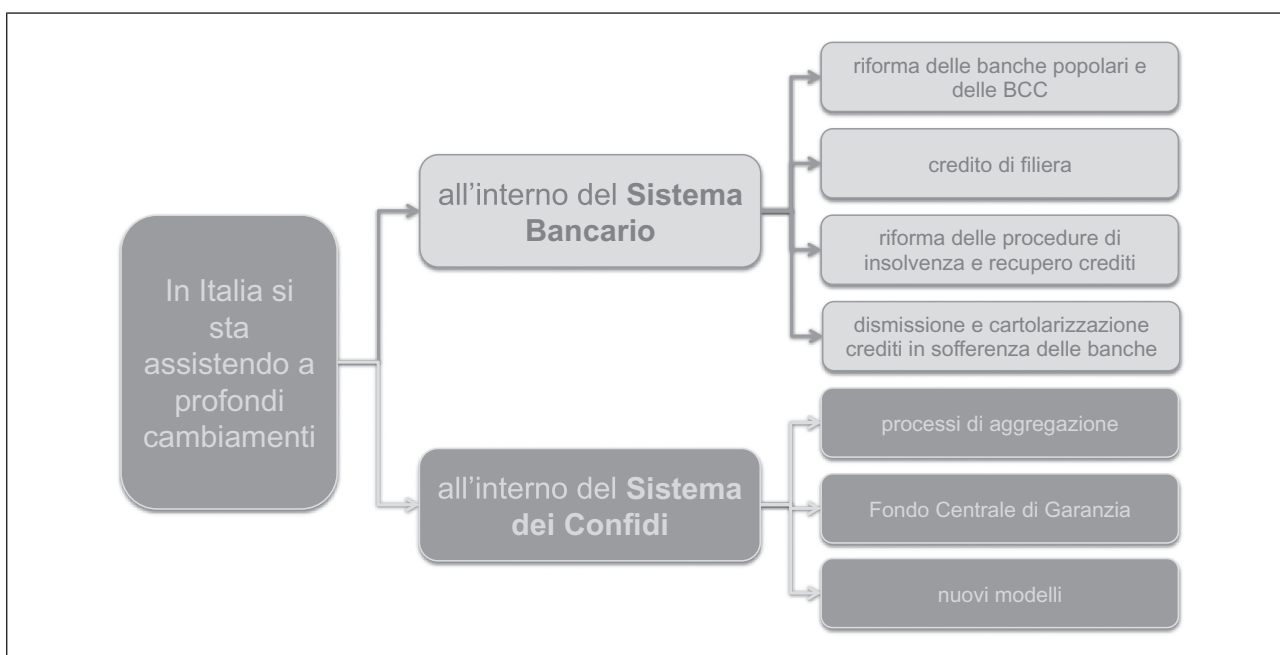 In Italia si
sta
assistendo a
profondi
cambiamenti
all’interno del Sistema
Bancario
riforma delle banche popolari e
delle BCC
credito di filiera
riforma delle procedure di
insolvenza e recupero crediti
dismissione e cartolarizzazione
crediti in sofferenza delle banche
all’interno del Sistema
dei Confidi
processi di aggregazione
Fondo Centrale di Garanzia
nuovi modelli